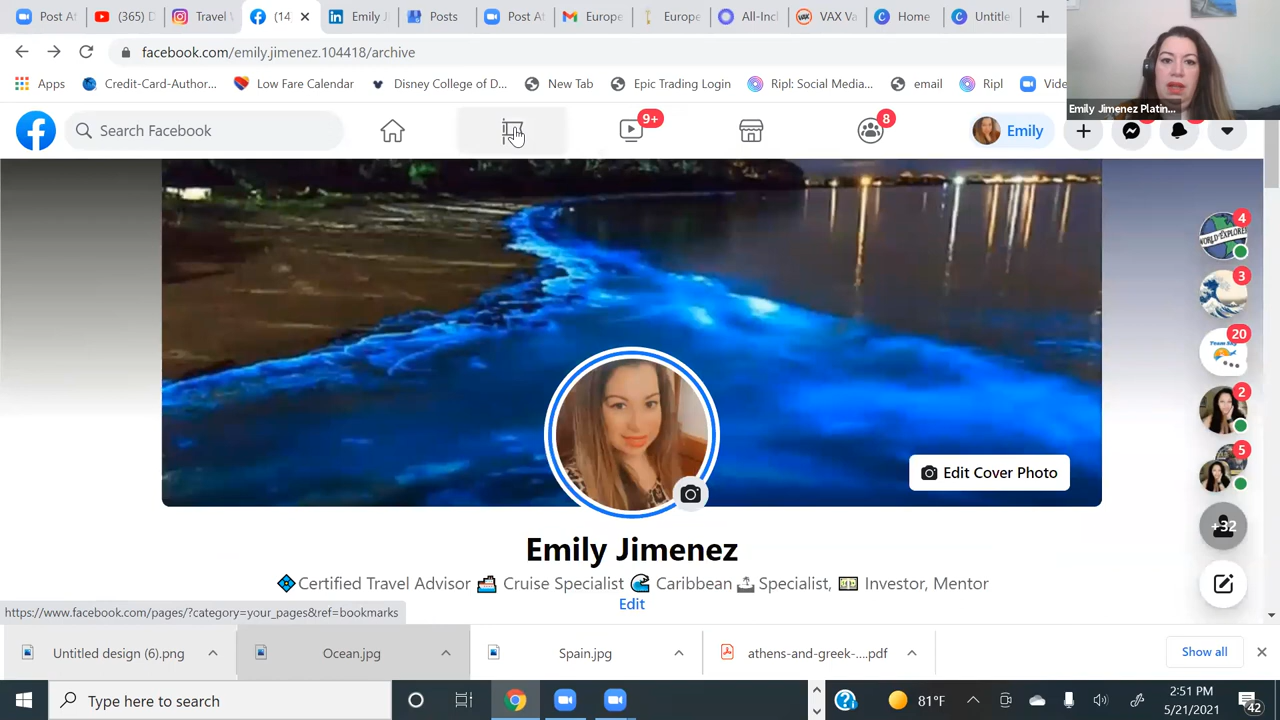 Post A
(365) D
Travel
(14
Emily J
Posts
Post At
Europe
Europe
All-Incl
VAX Va
Home
Untitle
facebook.com/emily.jimenez.104418/archive
Apps
Credit-Card-Author...
Low Fare Calendar
Disney College D...
New Tab
Epic Trading Login
Ripl: Social Media...
email
Ripl
Emily Jimenez Platin...
Search Facebook
9+
8
Emily
4
WORLD EXPLORE
3
20
2
5
+32
Edit Cover Photo
Emily Jimenez
Certified Travel Advisor Cruise Specialist Caribbean Specialist, Investor, Mentor
Edit
https://www.facebook.com/pages/?category=your_pages&ref=bookmarks
Untitled design (6).png
Ocean.jpg
Spain.jpg
athens-and-greek-....pdf
Show all
Type here to search
81°F
2:51 PM
5/21/2021
42